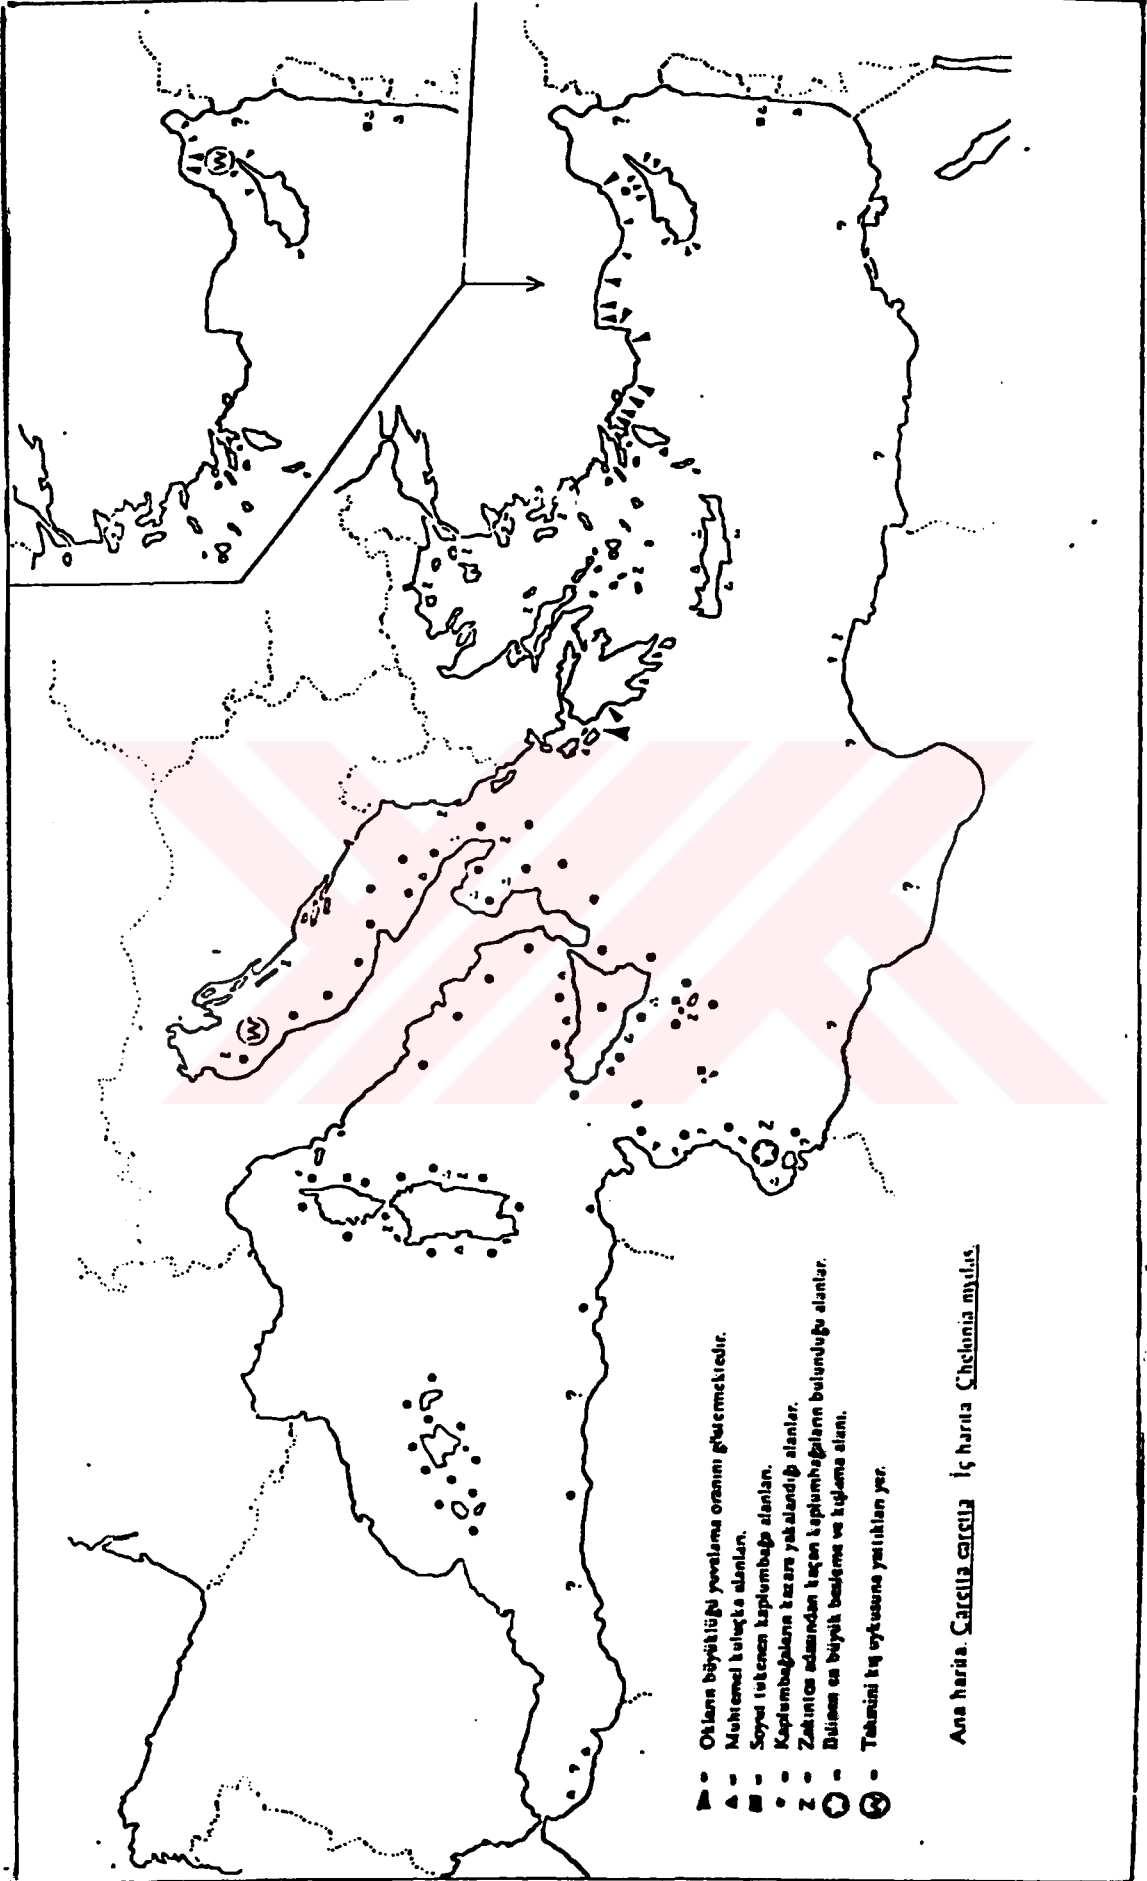 Okların büyüklüğü yuvalama oranını göstermektedir.
Muhtemel kuluçka alanları.
Soyu tükenen kaplumbağa alanları.
Kaplumbağaların kazara yakalandığı alanlar.
Z - Zakintos adasından kaçan kaplumbağaların bulunduğu alanlar.
Bilinen en büyük besleme ve kışlama alanı.
W - Tahmini kış uykusuna yattıkları yer.
Ana harita. Caretta caretta İç harita Chelonia mydas.